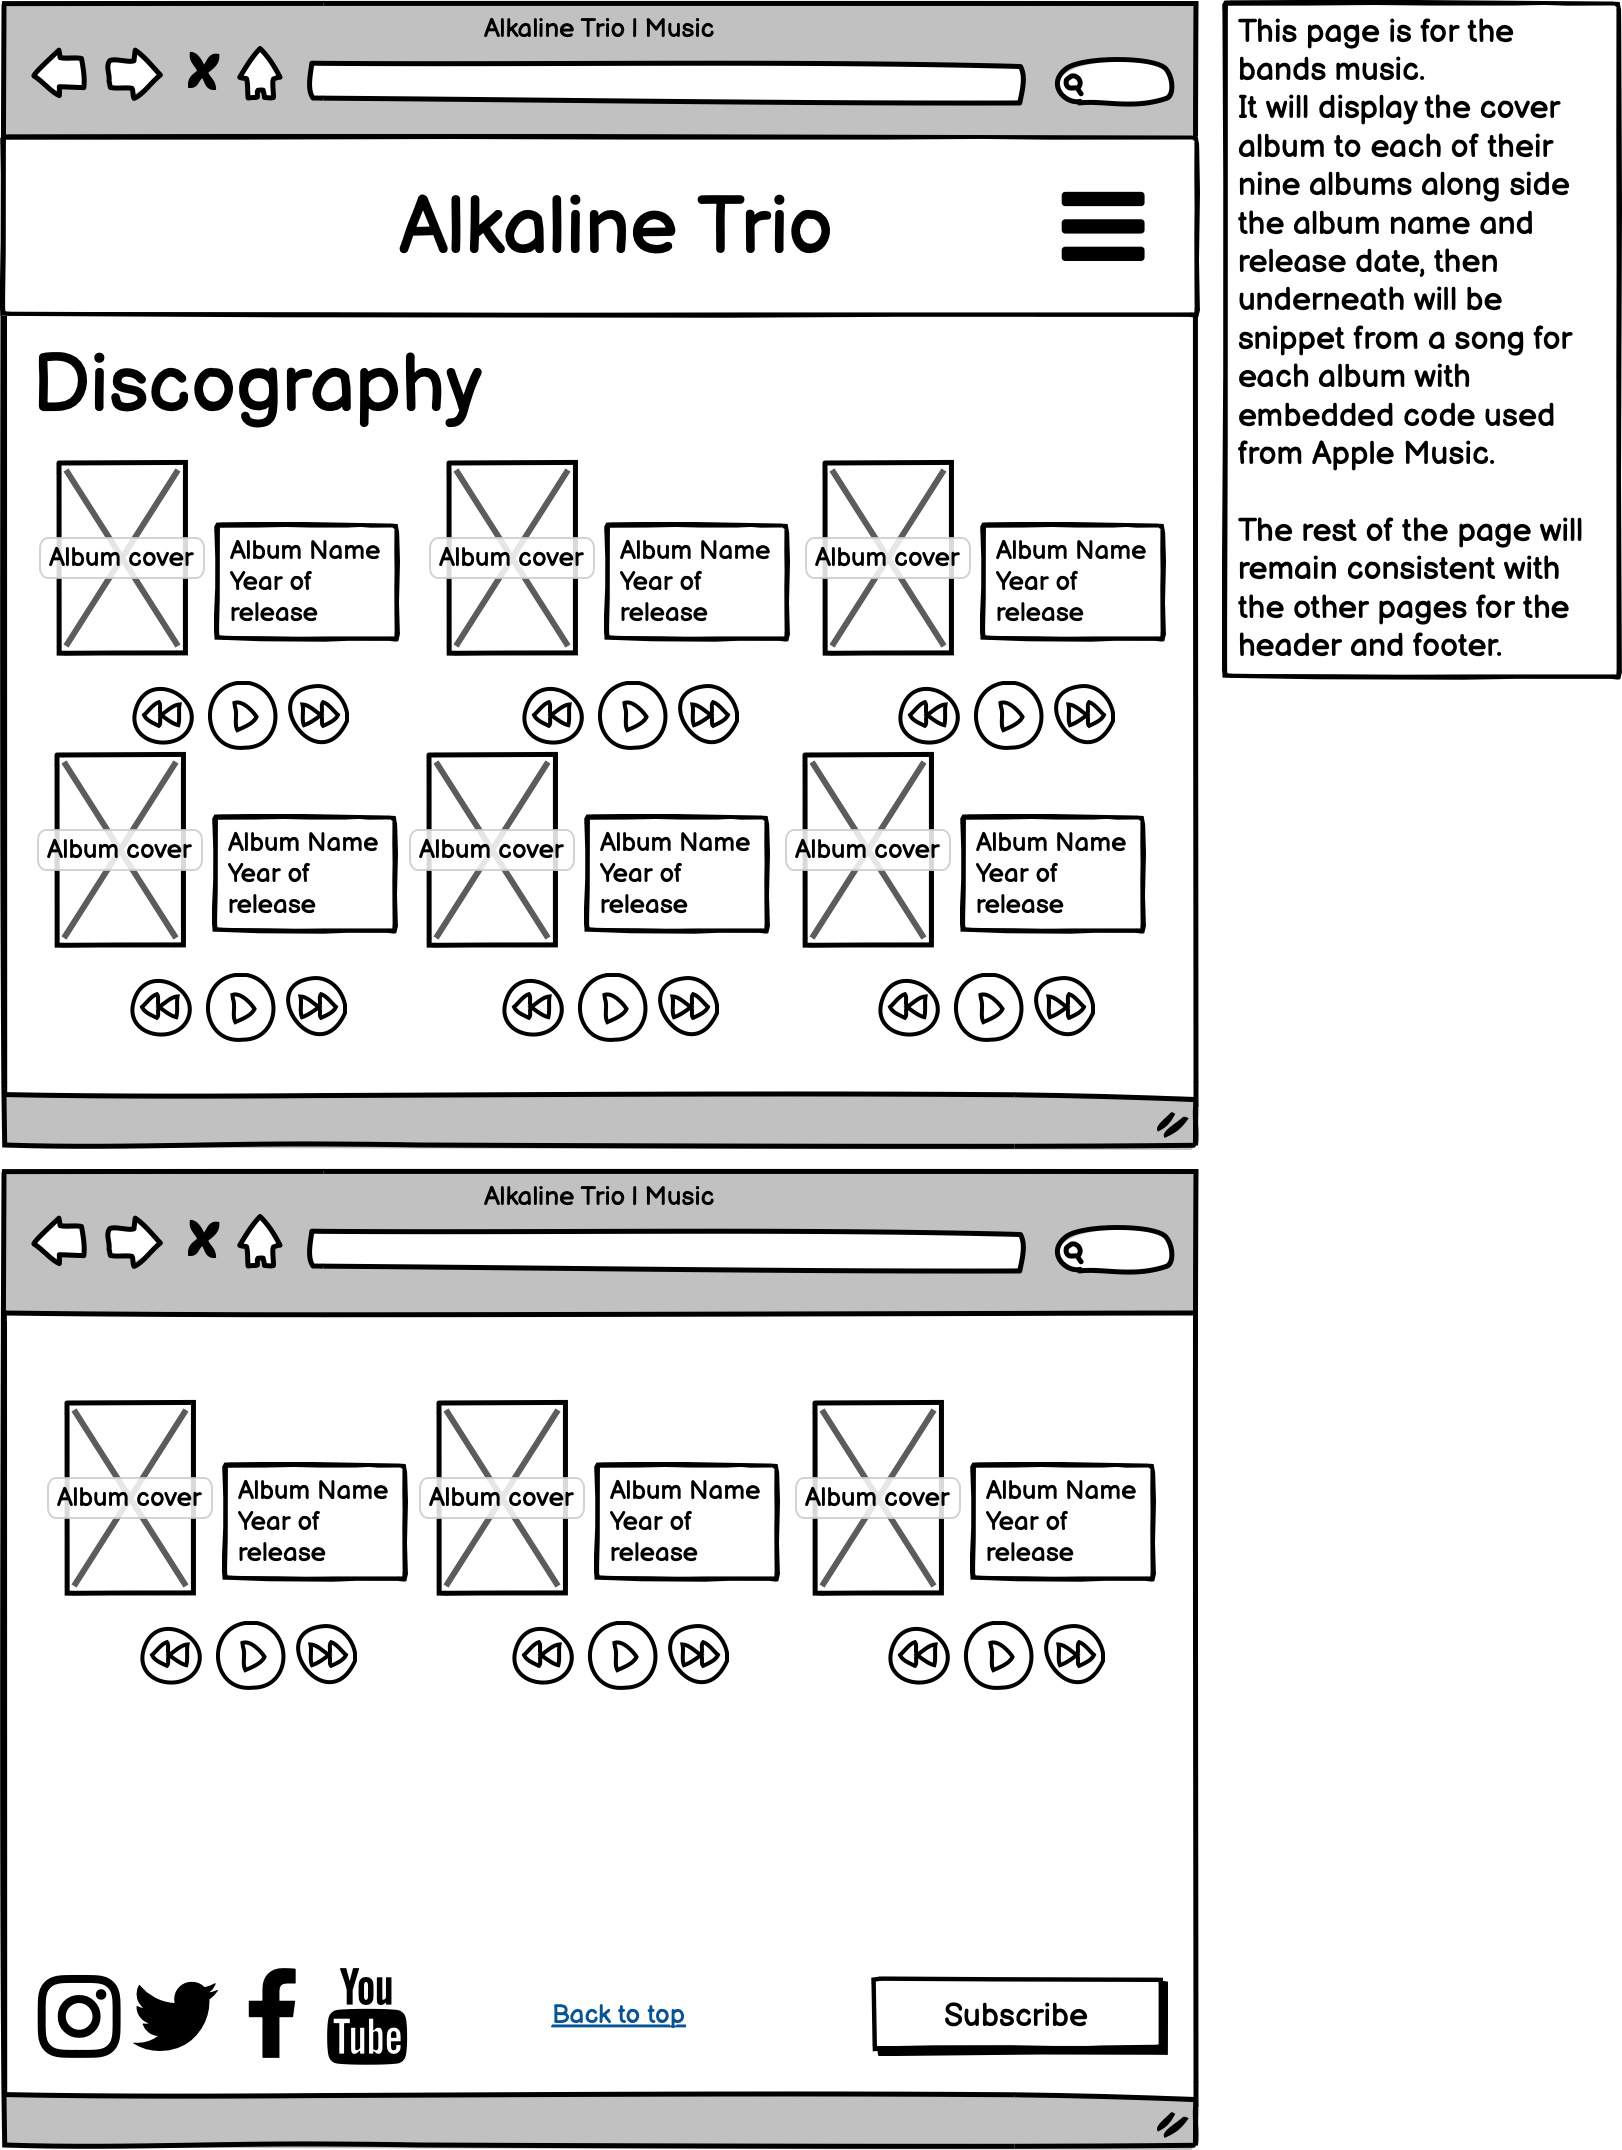 Alkaline Trio | Music
Alkaline Trio
Discography
Album cover
Album Name
Year of
release
Album cover
Album Name
Year of
release
Album cover
Album Name
Year of
release
Album cover
Album Name
Year of
release
Album cover
Album Name
Year of
release
Album cover
Album Name
Year of
release
This page is for the
bands music.
It will display the cover
album to each of their
nine albums along side
the album name and
release date, then
underneath will be
snippet from a song for
each album with
embedded code used
from Apple Music.
The rest of the page will
remain consistent with
the other pages for the
header and footer.
Alkaline Trio | Music
Album cover
Album Name
Year of
release
Album cover
Album Name
Year of
release
Album cover
Album Name
Year of
release
You
Tube
Back to top
Subscribe